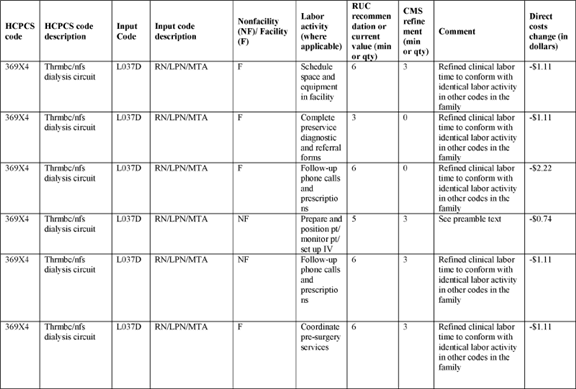 HCPCS code | HCPCS code description | Input Code | Input code description | Nonfacility (NF)/ Facility (F) | Labor activity (where applicable) | RUC recommen dation or current value (min or qty) | CMS refine ment (min or qty) | Comment | Direct costs change (in dollars)
369X4 | Thrmbc/nfs dialysis circuit | L037D | RN/LPN/MTA | F | Schedule space and equipment in facility | 6 | 3 | Refined clinical labor time to conform with identical labor activity in other codes in the family | -$1.11
369X4 | Thrmbc/nfs dialysis circuit | L037D | RN/LPN/MTA | F | Complete preservice diagnostic and referral forms | 3 | 0 | Refined clinical labor time to conform with identical labor activity in other codes in the family | -$1.11
369X4 | Thrmbc/nfs dialysis circuit | L037D | RN/LPN/MTA | F | Follow-up phone calls and prescriptio ns | 6 | 0 | Refined clinical labor time to conform with identical labor activity in other codes in the family | -$2.22
369X4 | Thrmbc/nfs dialysis circuit | L037D | RN/LPN/MTA | NF | Prepare and position pt/ monitor pt/ set up IV | 5 | 3 | See preamble text | -$0.74
369X4 | Thrmbc/nfs dialysis circuit | L037D | RN/LPN/MTA | NF | Follow-up phone calls and prescriptio ns | 6 | 3 | Refined clinical labor time to conform with identical labor activity in other codes in the family | -$1.11
369X4 | Thrmbc/nfs dialysis circuit | L037D | RN/LPN/MTA | F | Coordinate pre-surgery services | 6 | 3 | Refined clinical labor time to conform with identical labor activity in other codes in the family | -$1.11